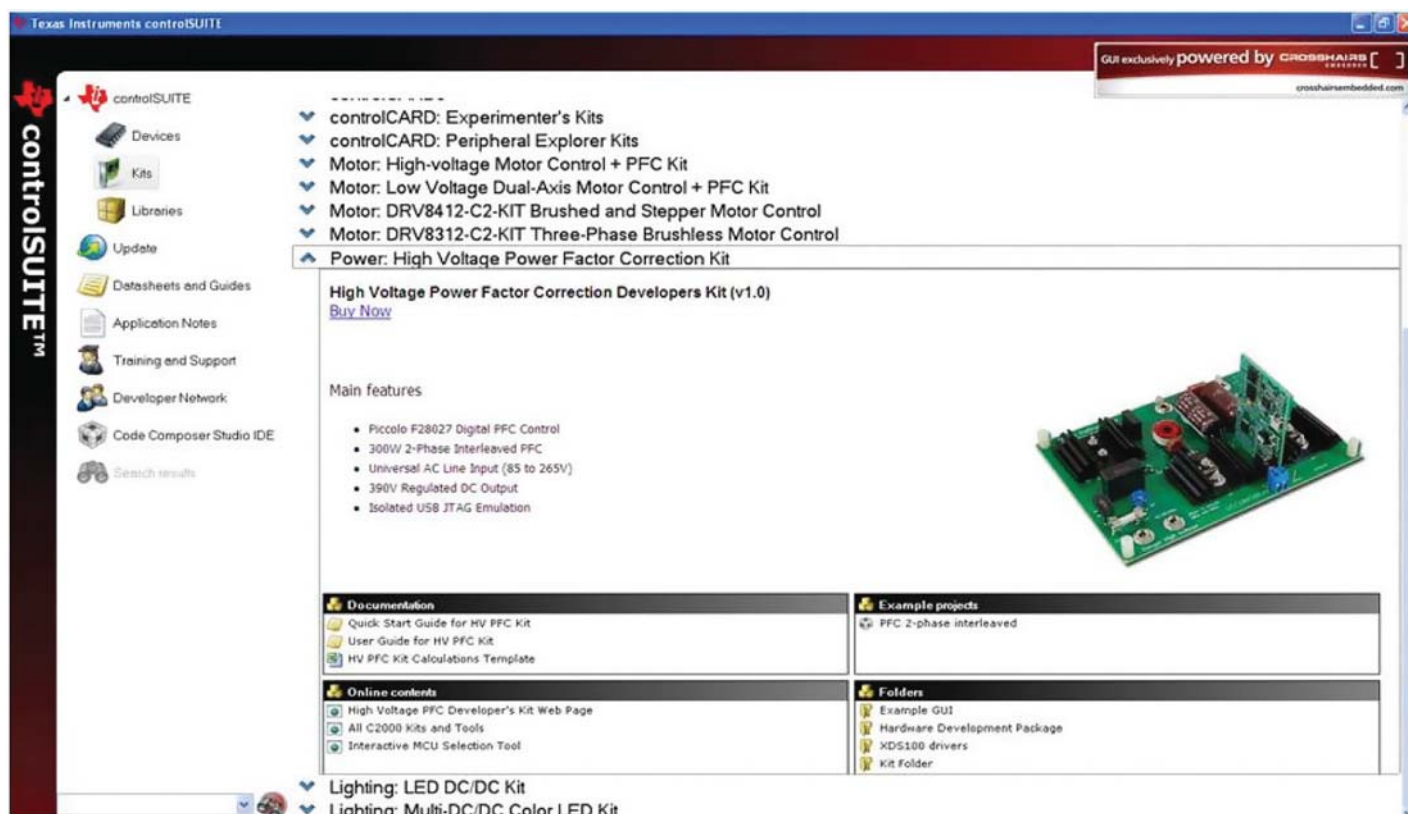 Texas Instruments controlSUITE
GUI exclusively powered by CROSSHAIRS EMBEDDED
crosshairsembedded.com
controlSUITE™
controlSUITE
Devices
Kits
Libraries
Update
Datasheets and Guides
Application Notes
Training and Support
Developer Network
Code Composer Studio IDE
Search results
controlCARD: Experimenter's Kits
controlCARD: Peripheral Explorer Kits
Motor: High-voltage Motor Control + PFC Kit
Motor: Low Voltage Dual-Axis Motor Control + PFC Kit
Motor: DRV8412-C2-KIT Brushed and Stepper Motor Control
Motor: DRV8312-C2-KIT Three-Phase Brushless Motor Control
Power: High Voltage Power Factor Correction Kit
High Voltage Power Factor Correction Developers Kit (v1.0)
Buy Now
Main features
• Piccolo F28027 Digital PFC Control
• 300W 2-Phase Interleaved PFC
• Universal AC Line Input (85 to 265V)
• 390V Regulated DC Output
• Isolated USB JTAG Emulation
Documentation
Quick Start Guide for HV PFC Kit
User Guide for HV PFC Kit
HV PFC Kit Calculations Template
Example projects
PFC 2-phase interleaved
Online contents
High Voltage PFC Developer's Kit Web Page
All C2000 Kits and Tools
Interactive MCU Selection Tool
Folders
Example GUI
Hardware Development Package
XDS100 drivers
Kit Folder
Lighting: LED DC/DC Kit
Lighting: Multi-DC/DC Color LED Kit